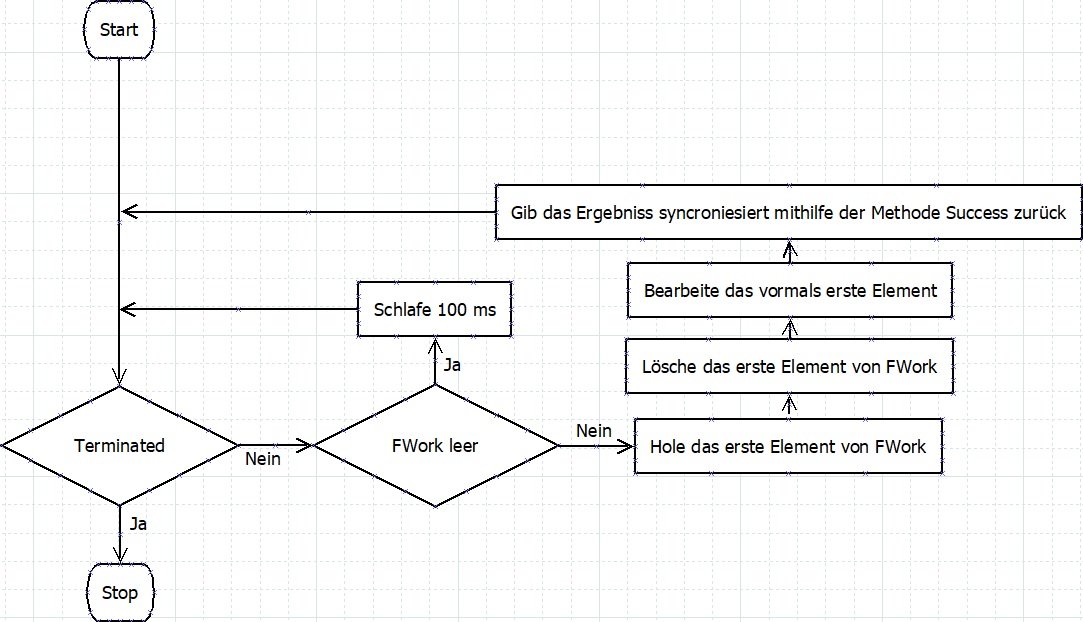 Start
Gib das Ergebniss syncroniesiert mithilfe der Methode Success zurück
Bearbeite das vormals erste Element
Schlafe 100 ms
Ja
Lösche das erste Element von FWork
Terminated
Nein
FWork leer
Nein
Hole das erste Element von FWork
Ja
Stop